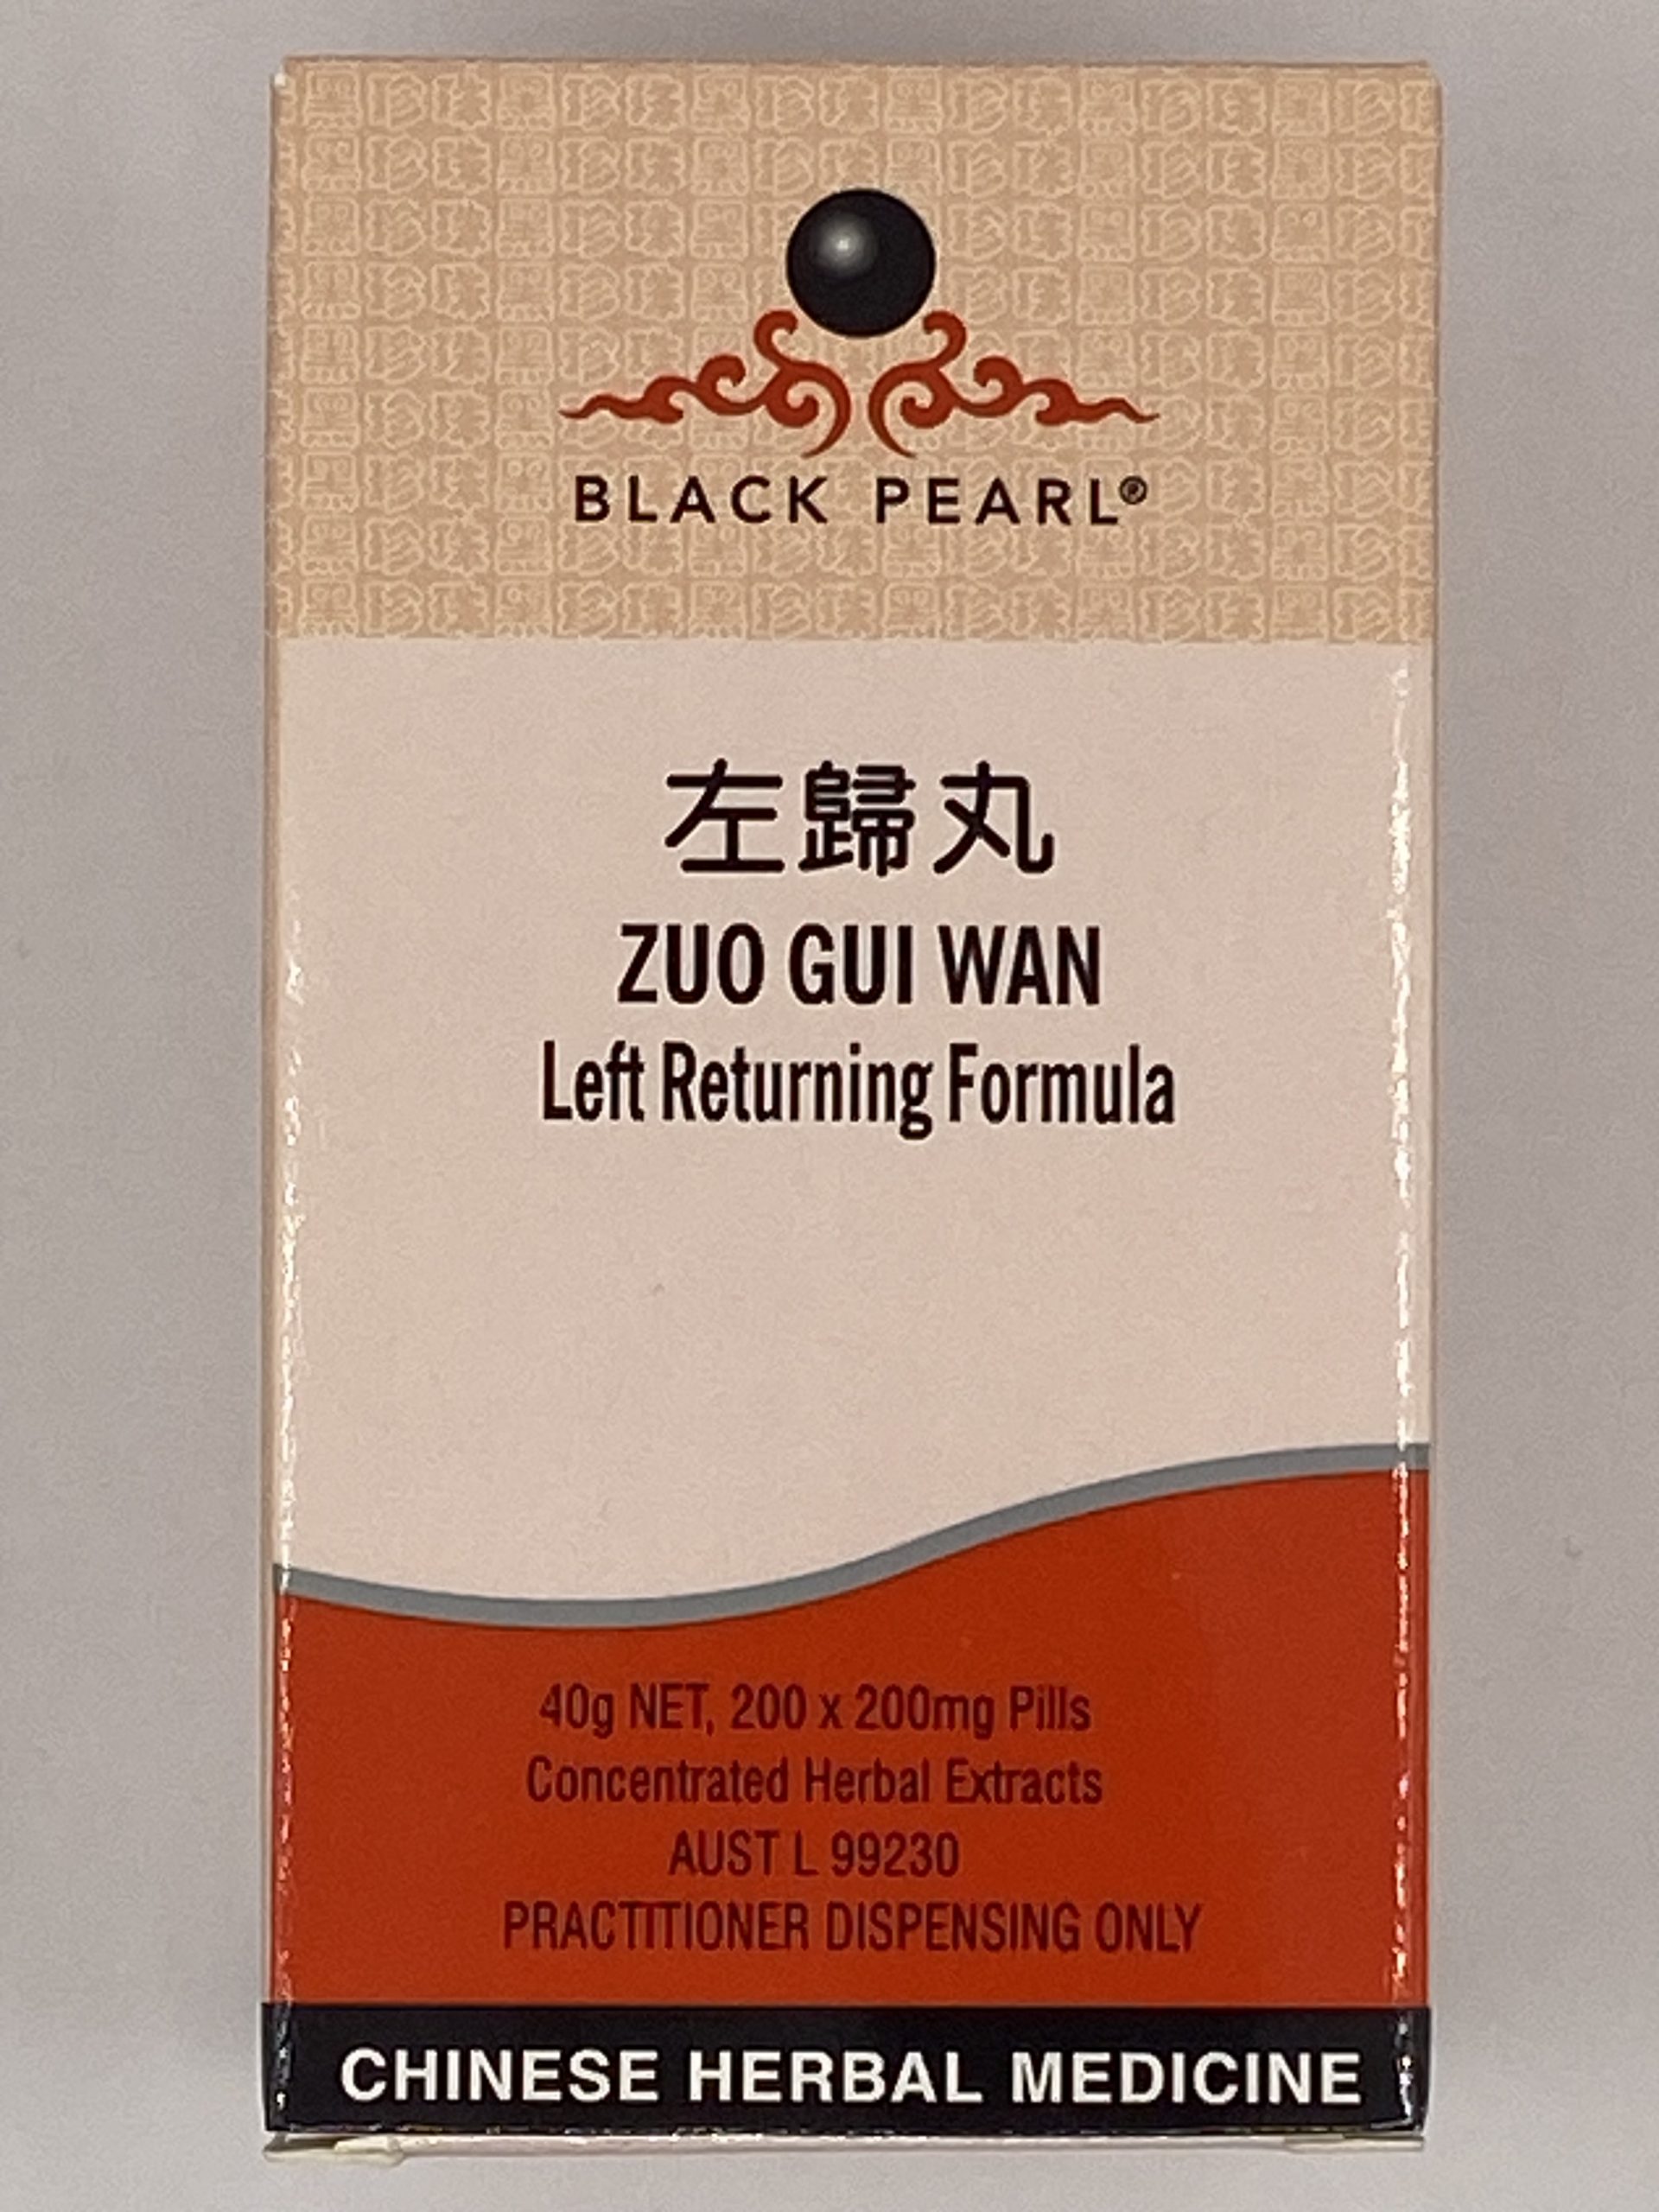 BLACK PEARL®
左歸丸
ZUO GUI WAN
Left Returning Formula
40g NET, 200 x 200mg Pills
Concentrated Herbal Extracts
AUST L 99230
PRACTITIONER DISPENSING ONLY
CHINESE HERBAL MEDICINE